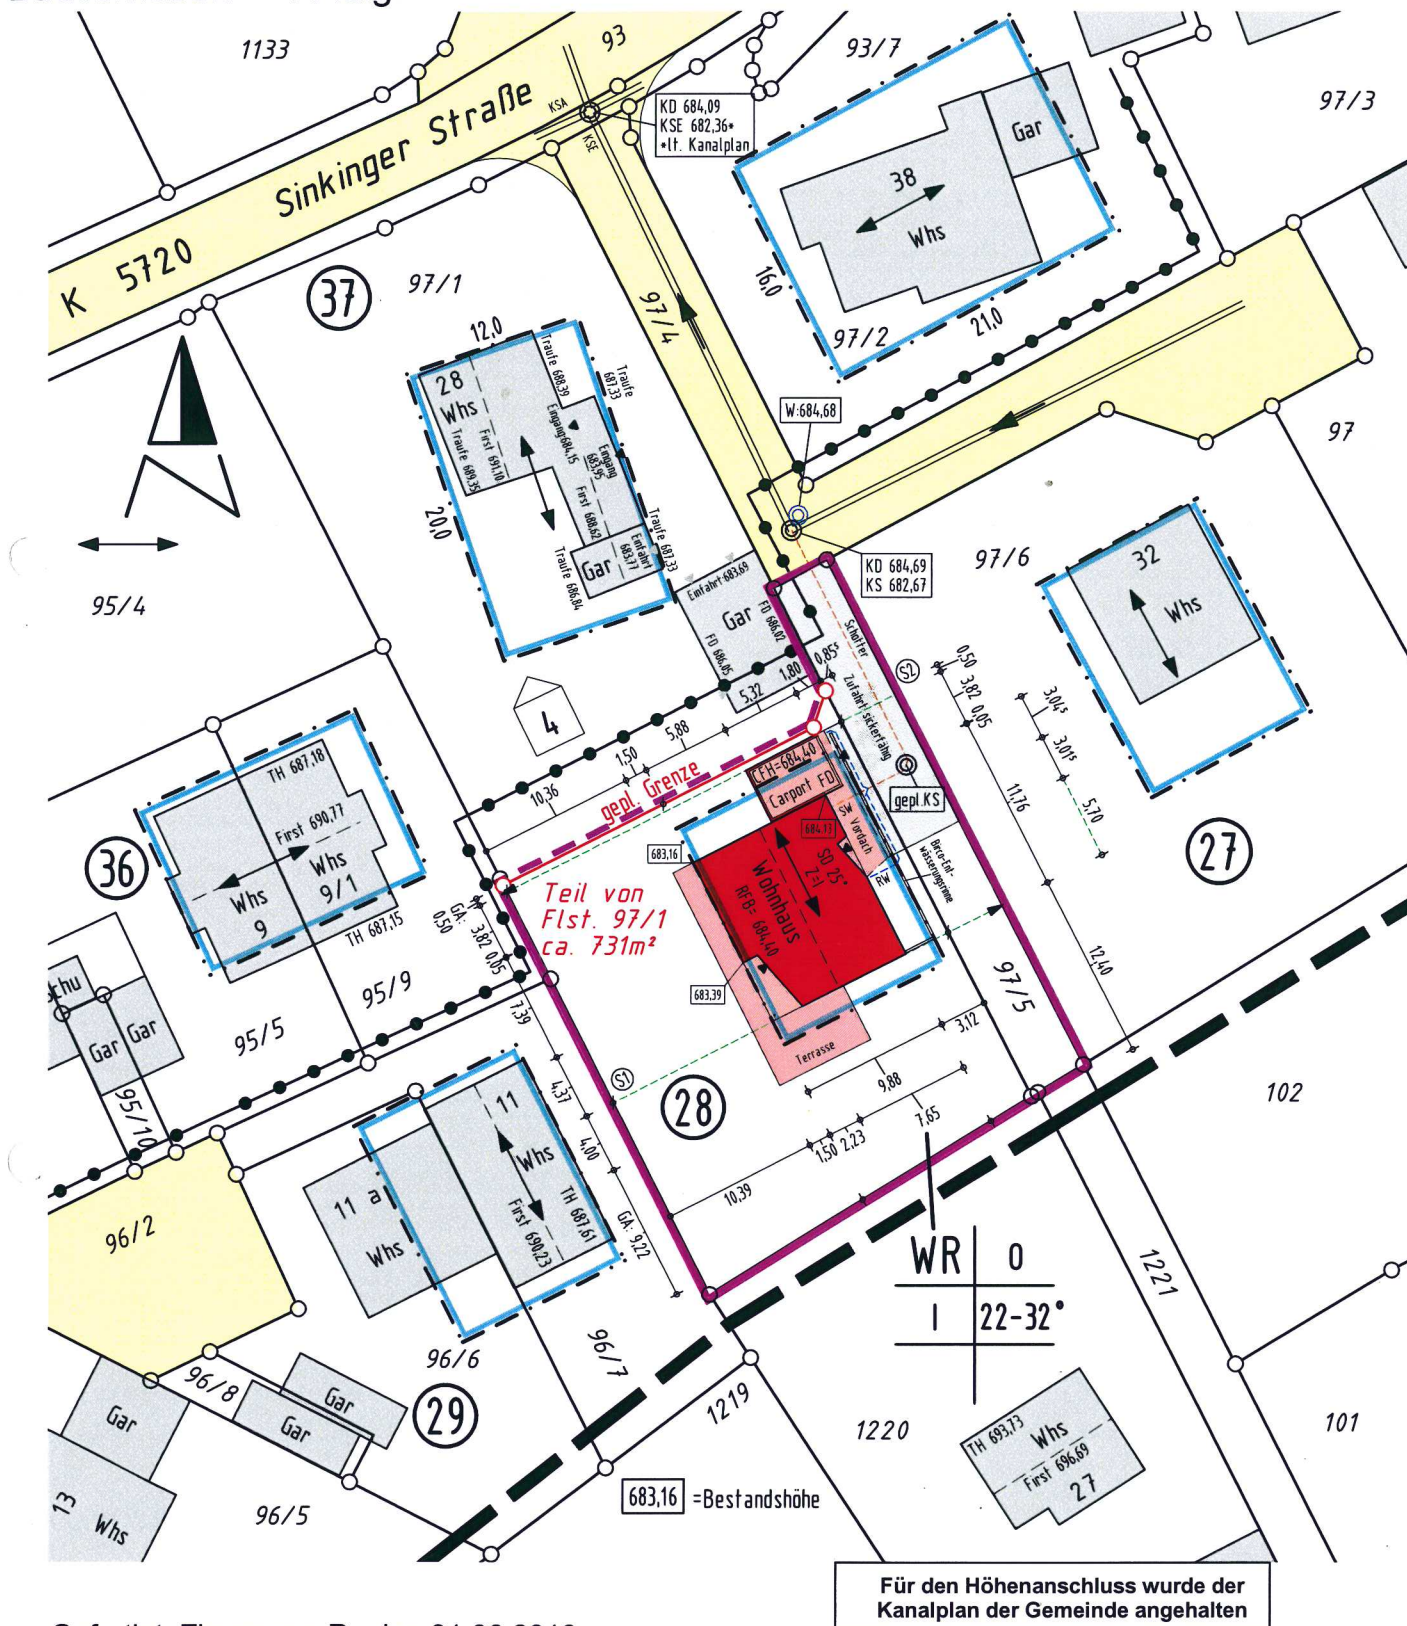 1133
93
93/7
97/3
Sinkinger Straße
K 5720
KSA
KSE
KD 684,09
KSE 682,36*
*lt. Kanalplan
Gar
38
Whs
16,0
21,0
97/2
37
97/1
97/4
12,0
20,0
28
Whs
Traufe 689,35
First 691,10
Traufe 688,39
Traufe 687,33
Eingang:684,15
Eingang 683,95
First 688,62
Einfahrt 683,77
Traufe 687,33
Traufe 686,84
Gar
W:684,68
97
KD 684,69
KS 682,67
97/6
32
Whs
95/4
Einfahrt:683,69
Gar
FD 686,02
FD 686,05
Schotter
Zufahrt sickerfähig
S2
0,50
3,82
0,05
3,04⁵
3,01⁵
5,70
11,76
12,40
4
10,36
1,50
5,88
5,32
1,80
0,85⁵
gepl. Grenze
TH 687,18
First 690,77
Whs
9/1
Whs
9
TH 687,15
36
CFH=684,40
Carport FD
684,13
SW
Vordach
gepl.KS
RW
Birco-Ent-
wässerungsrinne
27
683,16
Wohnhaus
RFB= 684,40
SD 25°
Z=I
683,39
Terrasse
Teil von
Flst. 97/1
ca. 731m²
GA:
0,50
3,82
0,05
7,39
4,37
4,00
GA: 9,22
95/9
95/5
Gar
Gar
95/10
97/5
S1
28
3,12
9,88
7,65
1,50
2,23
10,39
102
11
Whs
TH 687,61
First 690,23
11 a
Whs
96/2
WR
0
I
22-32°
1221
96/6
96/7
96/8
Gar
Gar
Gar
29
1219
1220
101
TH 693,73
Whs
First 696,69
27
13
Whs
96/5
683,16 =Bestandshöhe
Für den Höhenanschluss wurde der
Kanalplan der Gemeinde angehalten